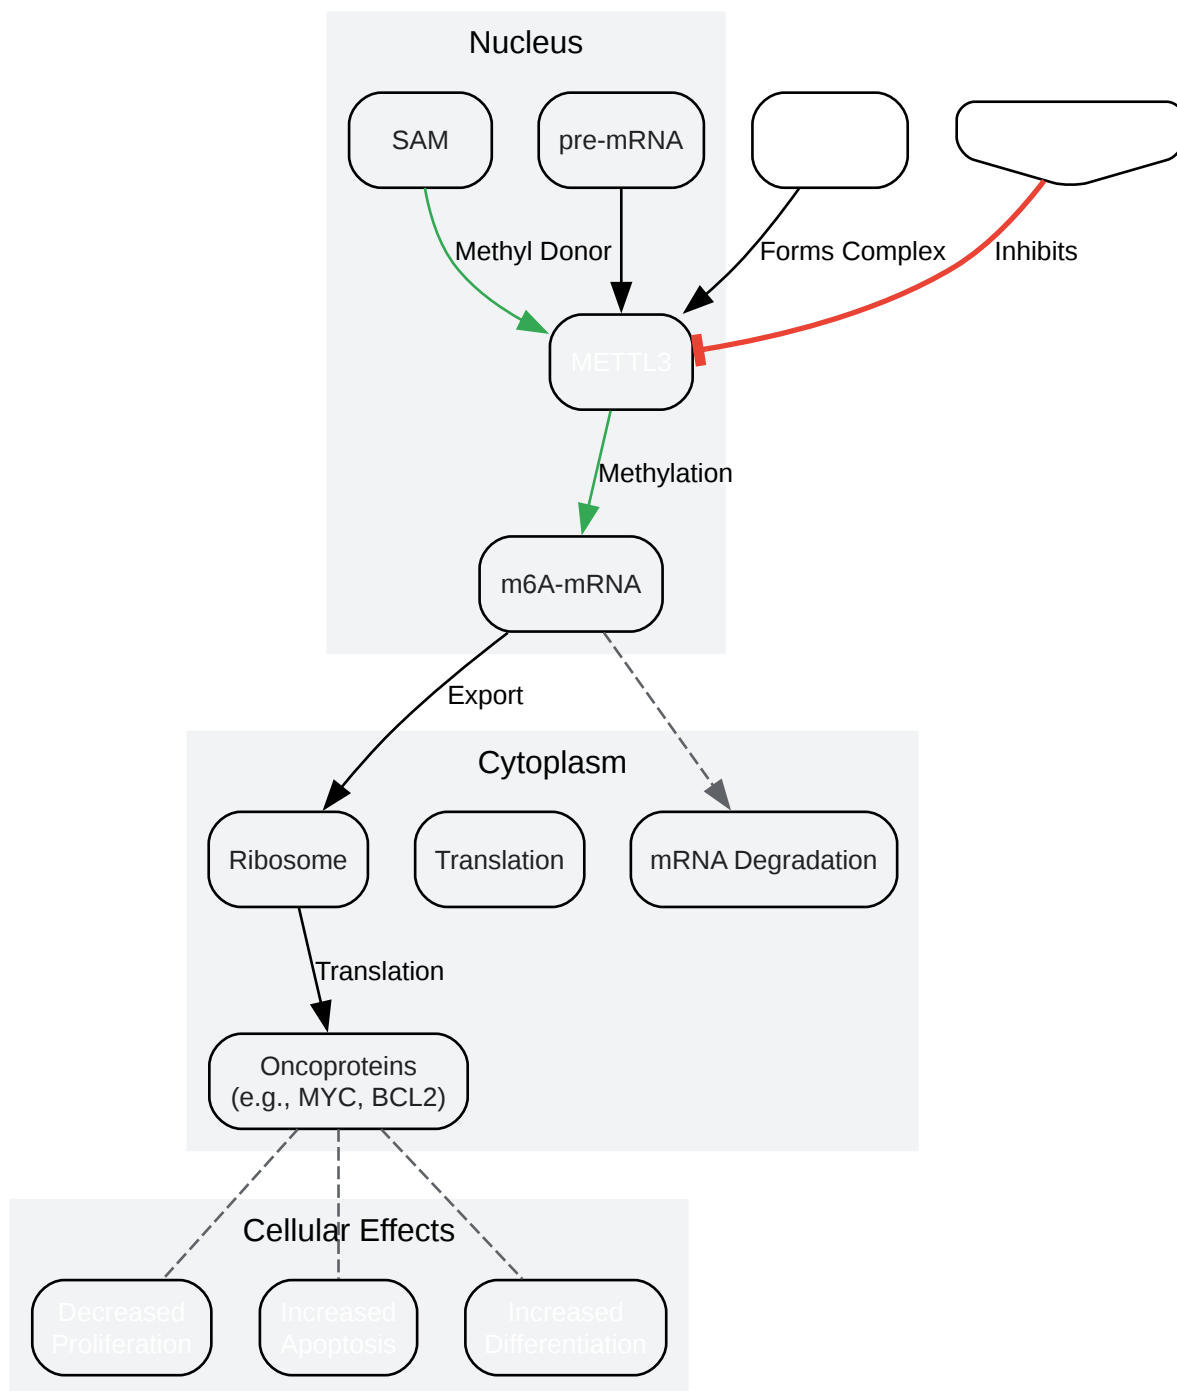 Nucleus
SAM
pre-mRNA
Methyl Donor
Forms Complex
Inhibits
METTL3
Methylation
m6A-mRNA
Export
Cytoplasm
Ribosome
Translation
mRNA Degradation
Translation
Oncoproteins
(e.g., MYC, BCL2)
Cellular Effects
Decreased
Proliferation
Increased
Apoptosis
Increased
Differentiation